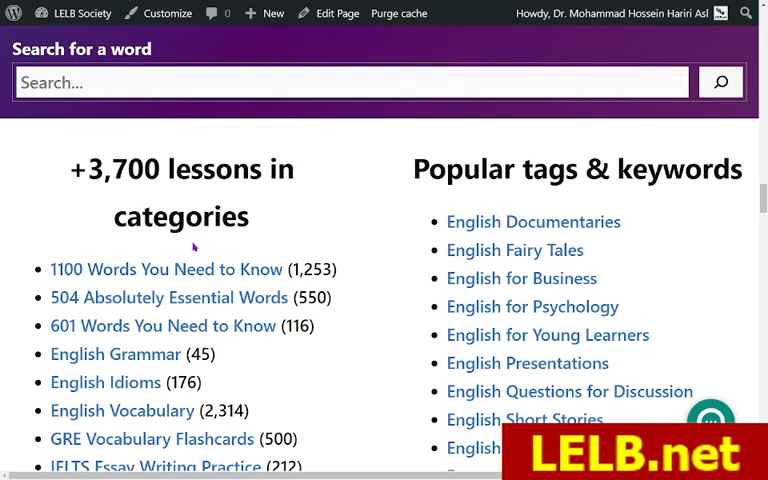 LELB Society Customize 0 New Edit Page Purge cache Howdy, Dr. Mohammad Hossein Hariri Asl
Search for a word
Search...
+3,700 lessons in
categories
1100 Words You Need to Know (1,253)
504 Absolutely Essential Words (550)
601 Words You Need to Know (116)
English Grammar (45)
English Idioms (176)
English Vocabulary (2,314)
GRE Vocabulary Flashcards (500)
IELTS Essay Writing Practice (212)
Popular tags & keywords
English Documentaries
English Fairy Tales
English for Business
English for Psychology
English for Young Learners
English Presentations
English Questions for Discussion
English Short Stories
English
LELB.net